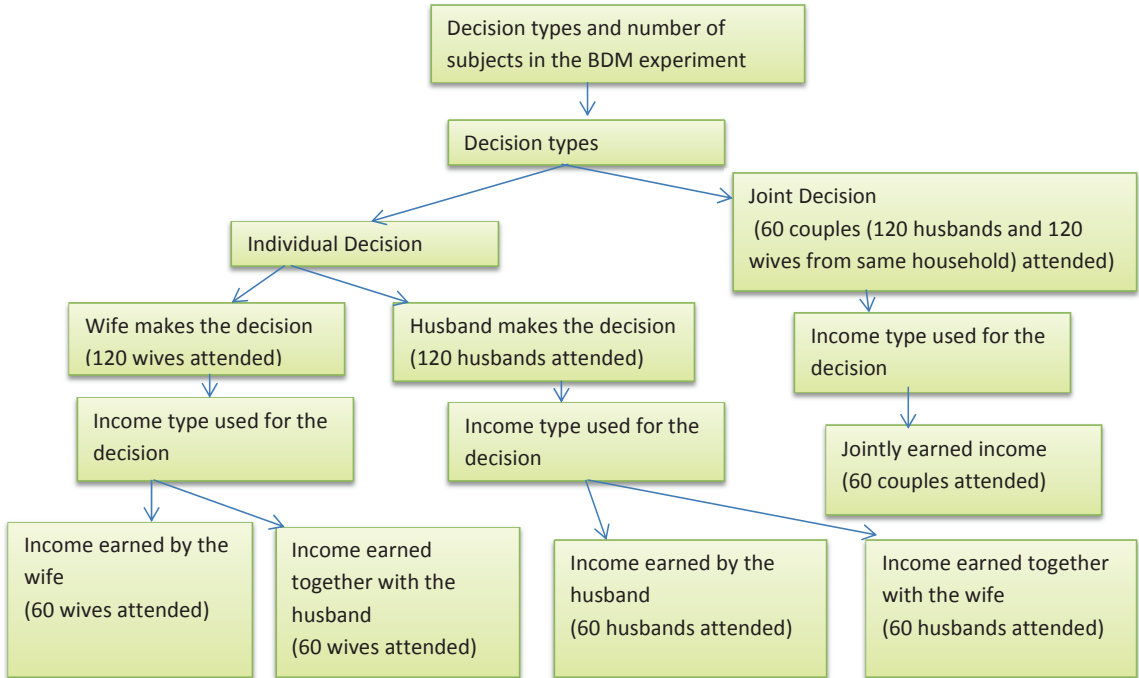 Decision types and number of
subjects in the BDM experiment
Decision types
Joint Decision
(60 couples (120 husbands and 120
wives from same household) attended)
Individual Decision
Wife makes the decision
(120 wives attended)
Husband makes the decision
(120 husbands attended)
Income type used for the
decision
Income type used for the
decision
Income type used for the
decision
Jointly earned income
(60 couples attended)
Income earned by the
wife
(60 wives attended)
Income earned
together with the
husband
(60 wives attended)
Income earned by the
husband
(60 husbands attended)
Income earned together
with the wife
(60 husbands attended)